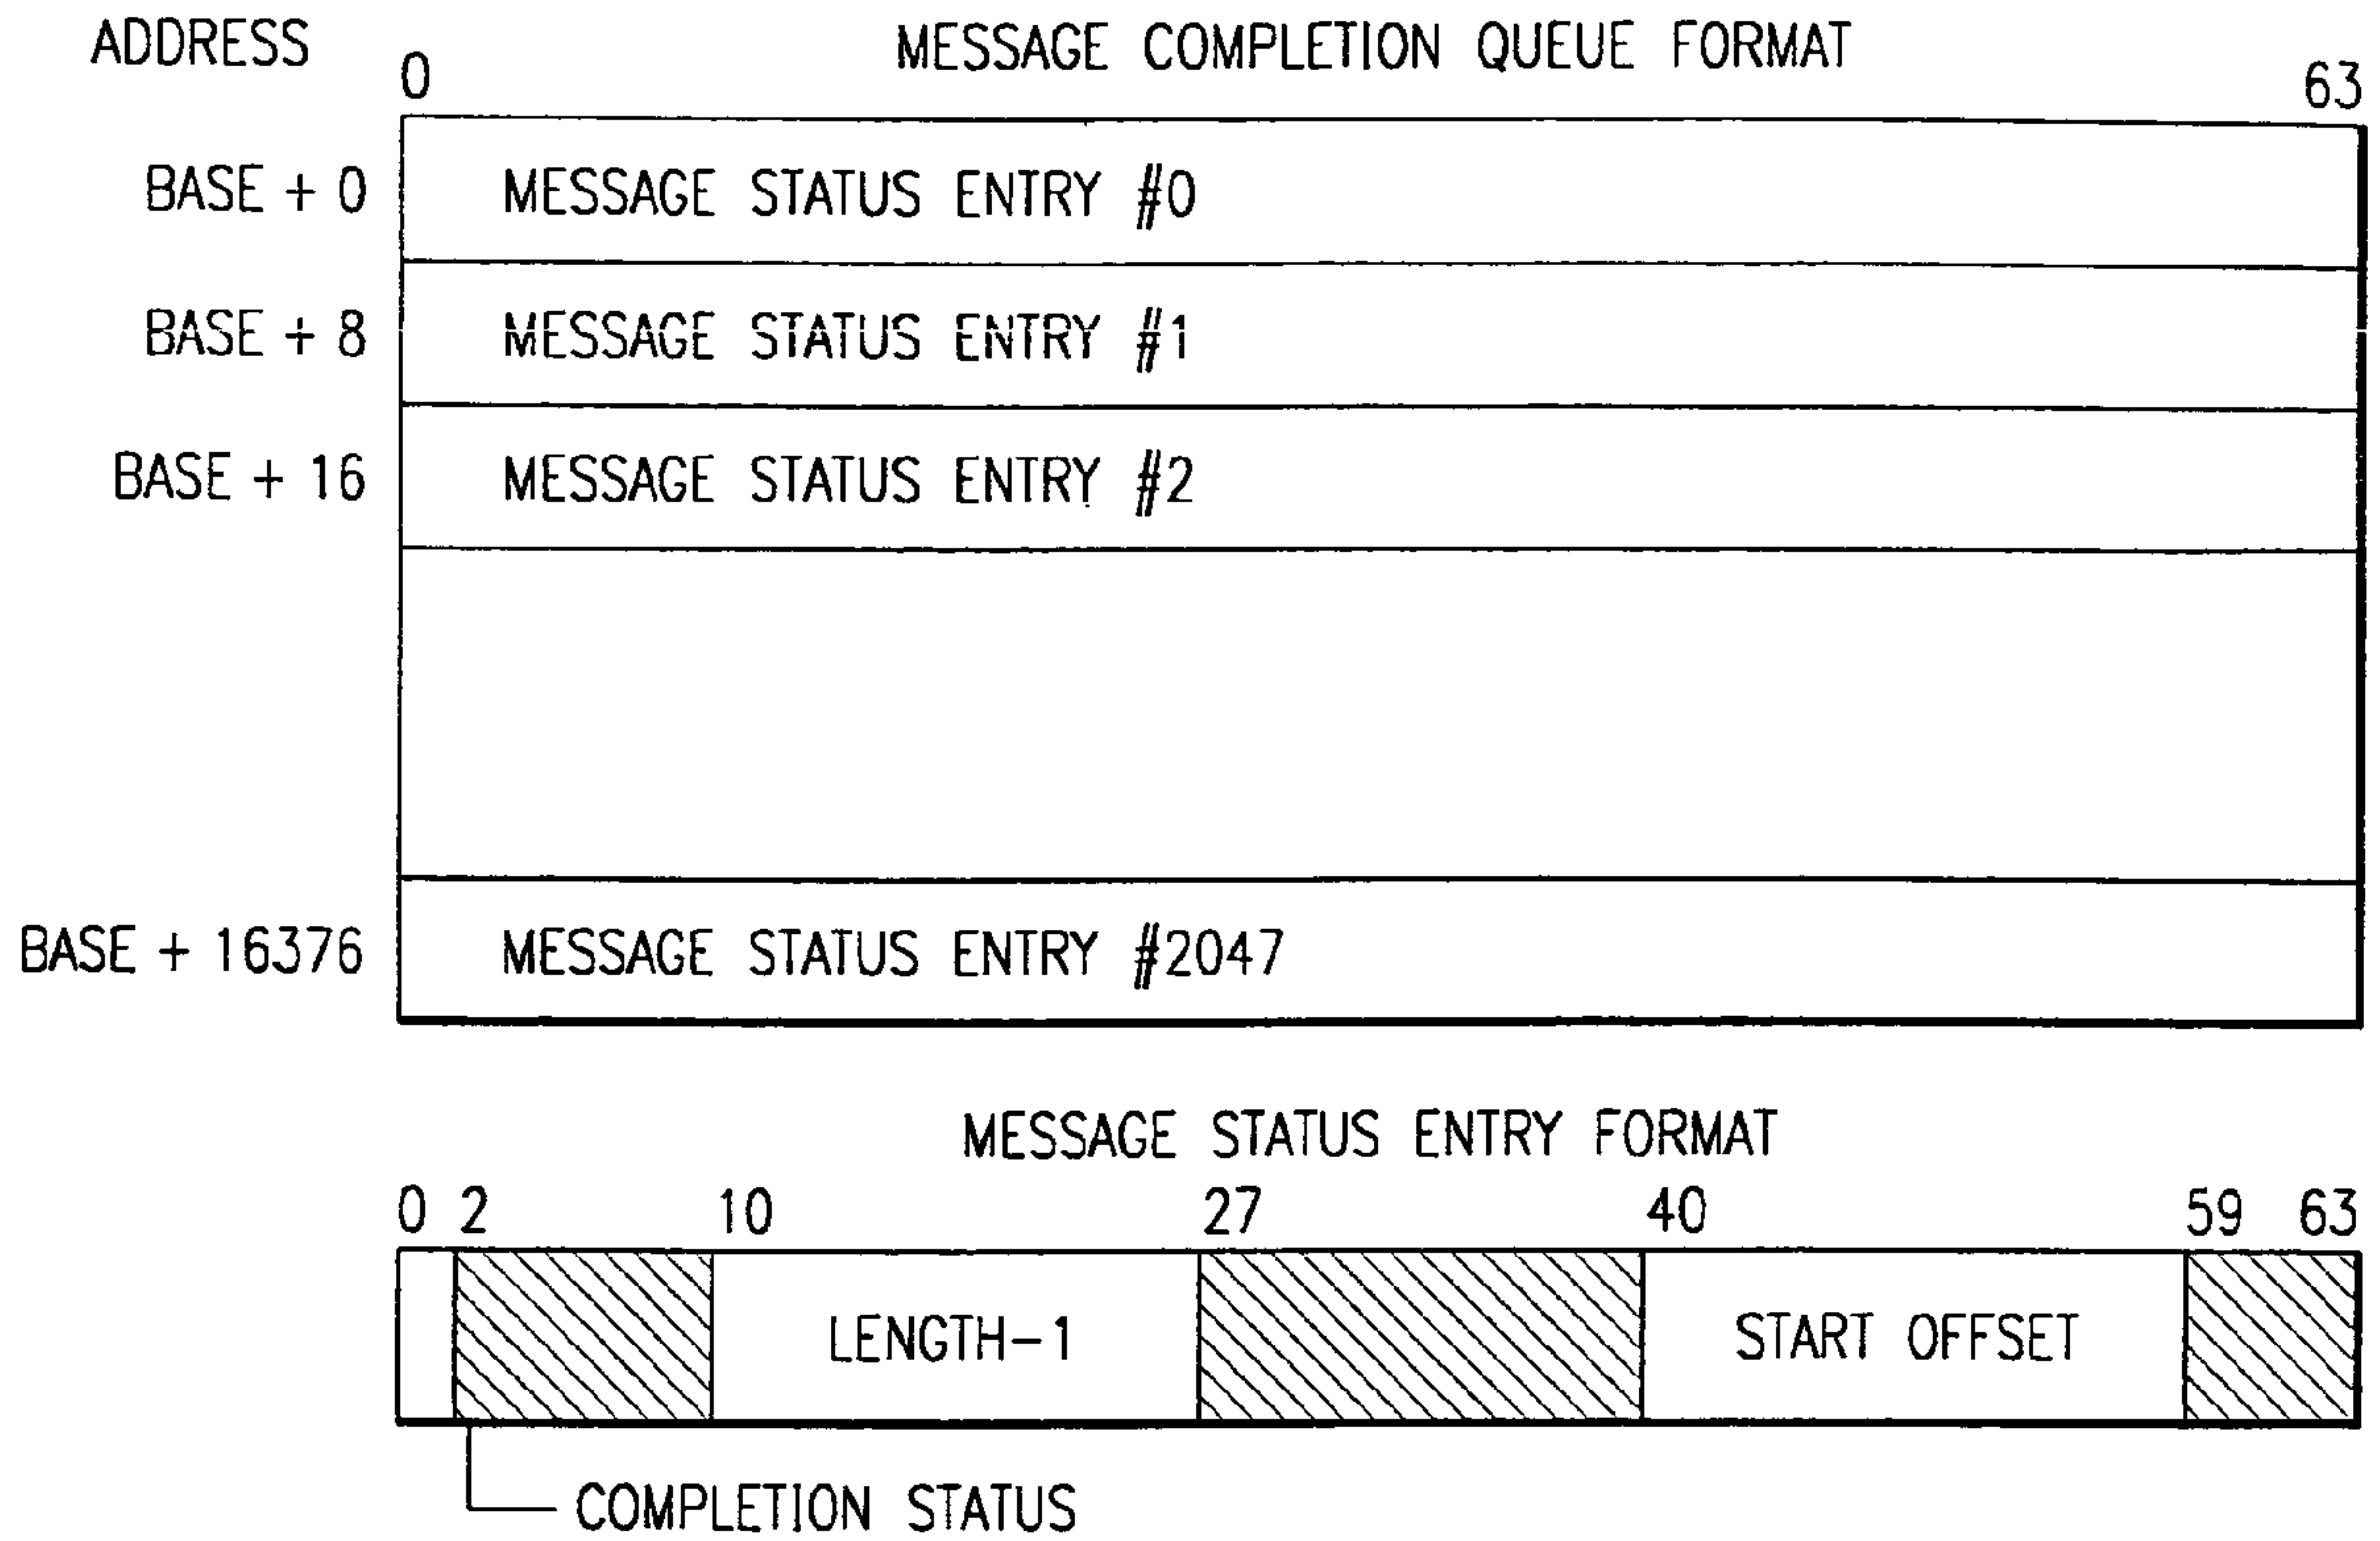 ADDRESS
MESSAGE COMPLETION QUEUE FORMAT
0 63
BASE + 0 MESSAGE STATUS ENTRY #0
BASE + 8 MESSAGE STATUS ENTRY #1
BASE + 16 MESSAGE STATUS ENTRY #2
BASE + 16376 MESSAGE STATUS ENTRY #2047
MESSAGE STATUS ENTRY FORMAT
0 2 10 27 40 59 63
LENGTH-1 START OFFSET
COMPLETION STATUS